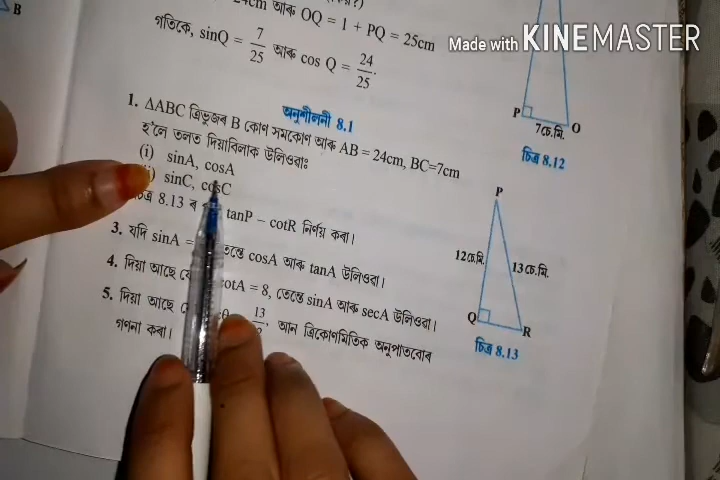 B
24cm আৰু OQ = 1 + PQ = 25cm
গতিকে, sinQ = 7/25 আৰু cos Q = 24/25.
Made with KINEMASTER
P
O
7চে.মি.
চিত্ৰ 8.12
অনুশীলনী 8.1
1. ΔABC ত্ৰিভুজৰ B কোণ সমকোণ আৰু AB = 24cm, BC=7cm
হ'লে তলত দিয়াবিলাক উলিওৱাঃ
(i) sinA, cosA
sinC, cosC
চিত্ৰ 8.13 ৰ tanP – cotR নিৰ্ণয় কৰা।
3. যদি sinA = তেন্তে cosA আৰু tanA উলিওৱা।
4. দিয়া আছে cotA = 8, তেন্তে sinA আৰু secA উলিওৱা।
5. দিয়া আছে 13 আন ত্ৰিকোণমিতিক অনুপাতবোৰ
গণনা কৰা।
P
12চে.মি.
13চে.মি.
Q
R
চিত্ৰ 8.13